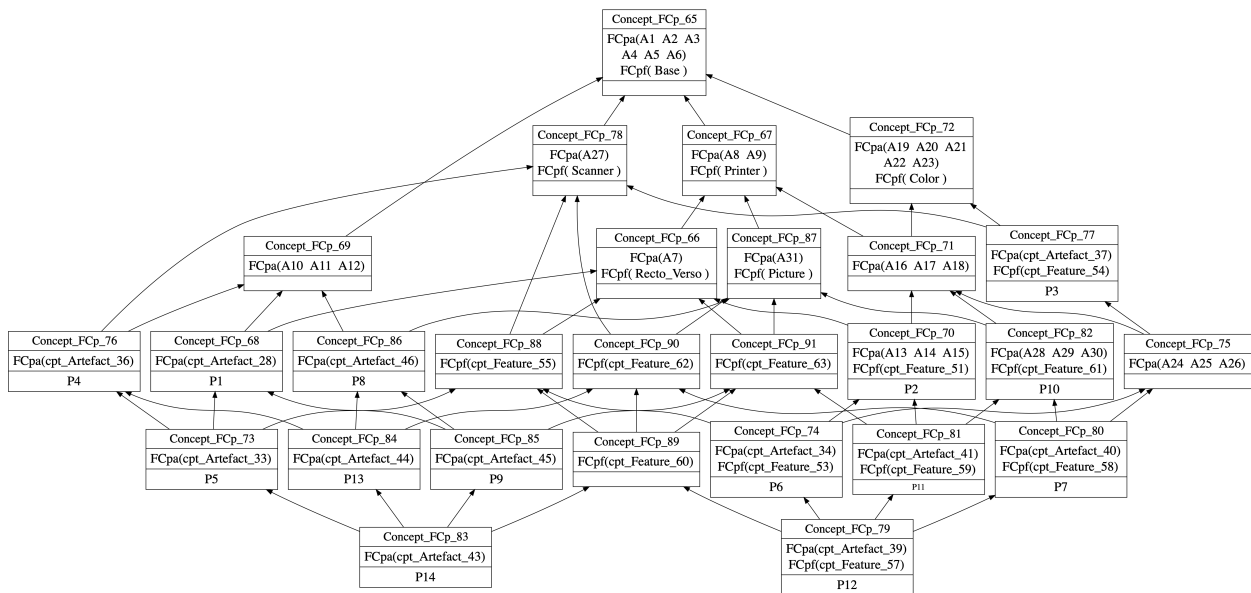 Concept_FCp_65
FCpa(A1 A2 A3
A4 A5 A6)
FCpf( Base )
Concept_FCp_78
FCpa(A27)
FCpf( Scanner )
Concept_FCp_67
FCpa(A8 A9)
FCpf( Printer )
Concept_FCp_72
FCpa(A19 A20 A21
A22 A23)
FCpf( Color )
Concept_FCp_69
FCpa(A10 A11 A12)
Concept_FCp_66
FCpa(A7)
FCpf( Recto_Verso )
Concept_FCp_87
FCpa(A31)
FCpf( Picture )
Concept_FCp_71
FCpa(A16 A17 A18)
Concept_FCp_77
FCpa(cpt_Artefact_37)
FCpf(cpt_Feature_54)
P3
Concept_FCp_76
FCpa(cpt_Artefact_36)
P4
Concept_FCp_68
FCpa(cpt_Artefact_28)
P1
Concept_FCp_86
FCpa(cpt_Artefact_46)
P8
Concept_FCp_88
FCpf(cpt_Feature_55)
Concept_FCp_90
FCpf(cpt_Feature_62)
Concept_FCp_91
FCpf(cpt_Feature_63)
Concept_FCp_70
FCpa(A13 A14 A15)
FCpf(cpt_Feature_51)
P2
Concept_FCp_82
FCpa(A28 A29 A30)
FCpf(cpt_Feature_61)
P10
Concept_FCp_75
FCpa(A24 A25 A26)
Concept_FCp_73
FCpa(cpt_Artefact_33)
P5
Concept_FCp_84
FCpa(cpt_Artefact_44)
P13
Concept_FCp_85
FCpa(cpt_Artefact_45)
P9
Concept_FCp_89
FCpf(cpt_Feature_60)
Concept_FCp_74
FCpa(cpt_Artefact_34)
FCpf(cpt_Feature_53)
P6
Concept_FCp_81
FCpa(cpt_Artefact_41)
FCpf(cpt_Feature_59)
P11
Concept_FCp_80
FCpa(cpt_Artefact_40)
FCpf(cpt_Feature_58)
P7
Concept_FCp_83
FCpa(cpt_Artefact_43)
P14
Concept_FCp_79
FCpa(cpt_Artefact_39)
FCpf(cpt_Feature_57)
P12